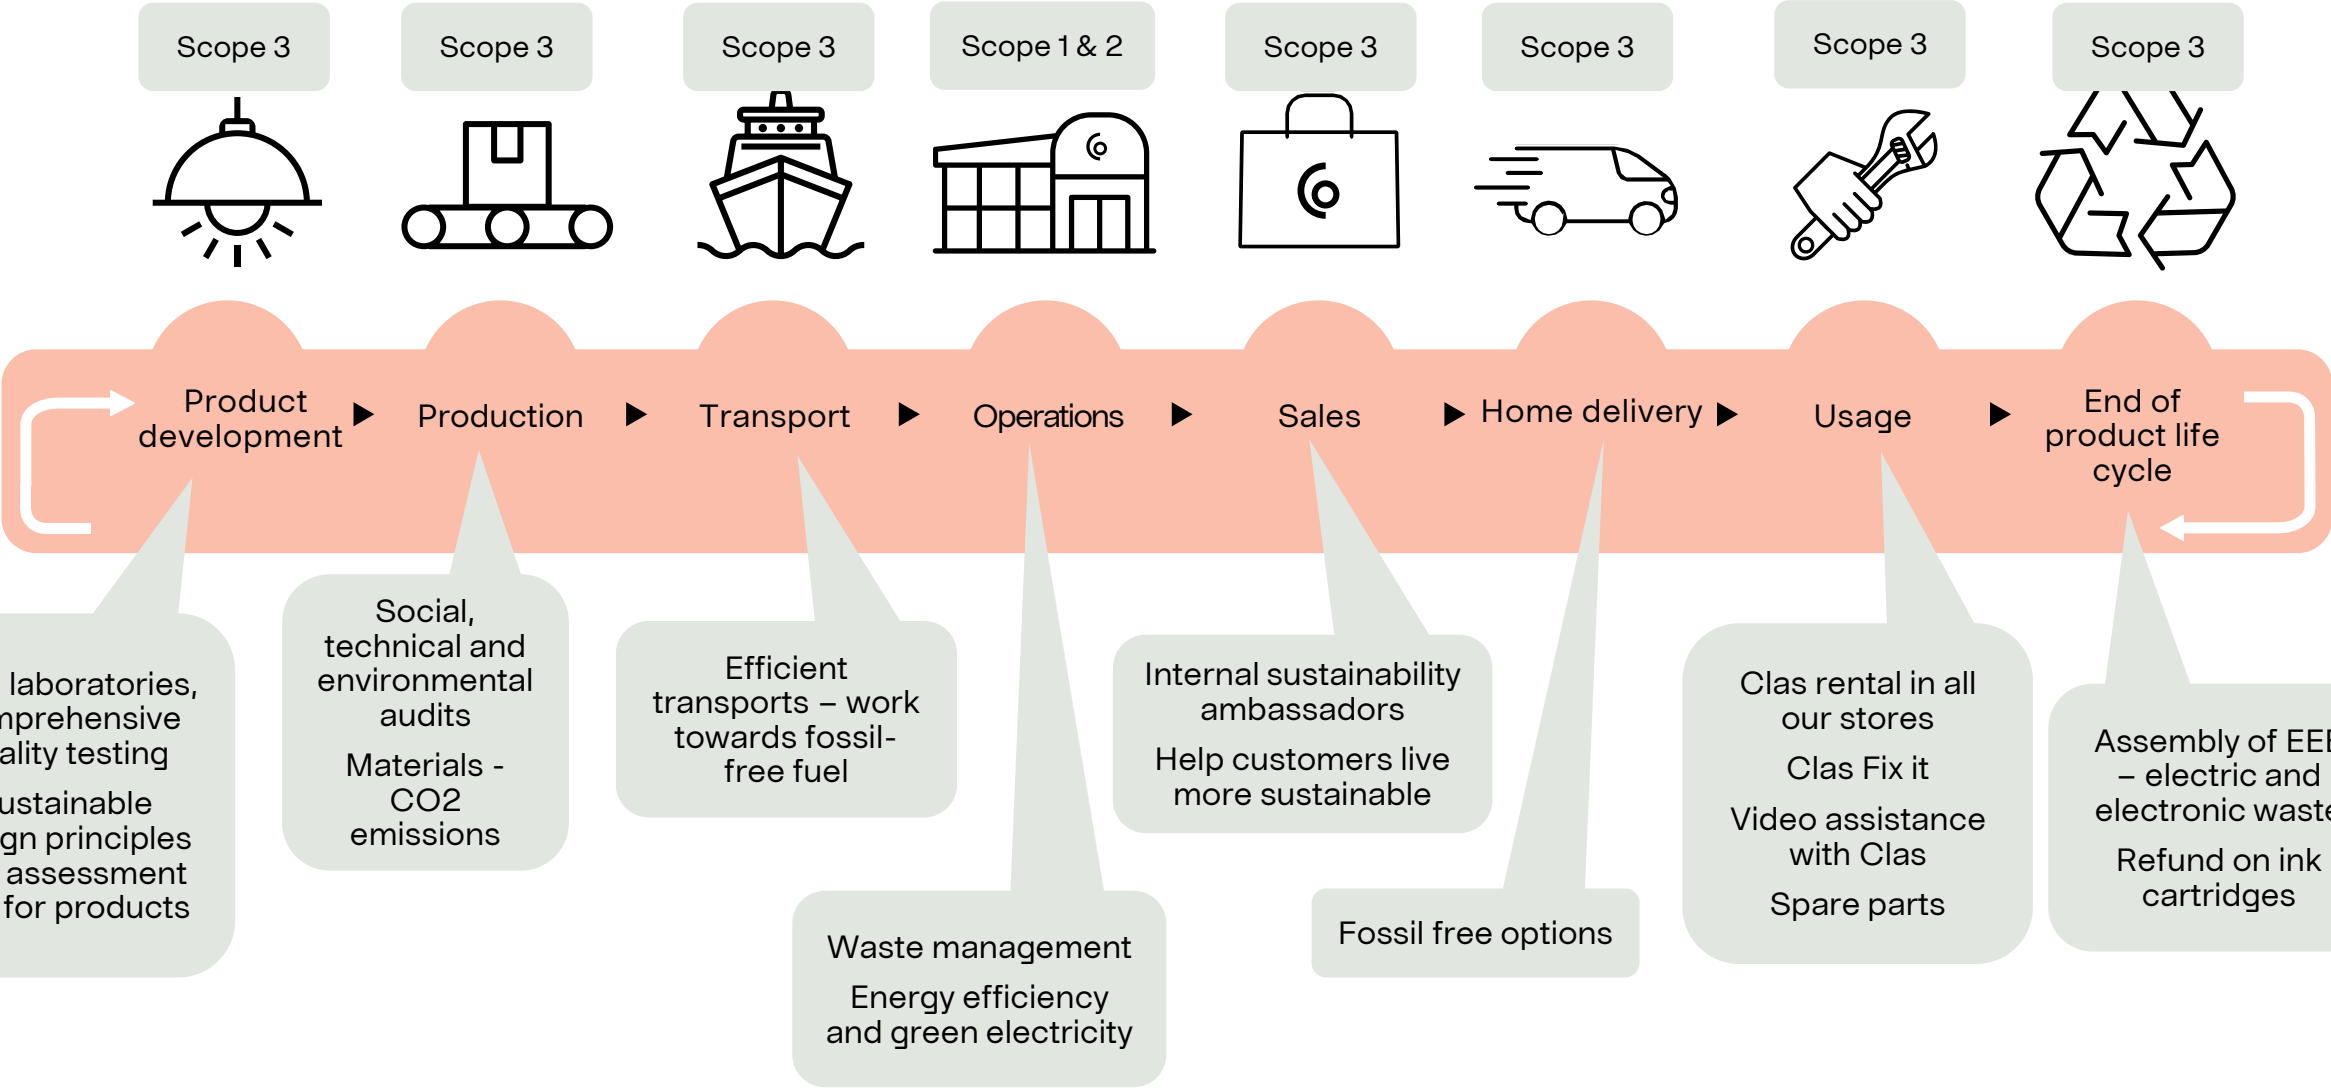 Scope 3
Scope 3
Scope 3
Scope 1 & 2
Scope 3
Scope 3
Scope 3
Scope 3
Product
development
Production
Transport
Operations
Sales
Home delivery
Usage
End of
product life
cycle
laboratories,
testing
principles
assessment
for products
Social,
technical and
environmental
audits
Materials -
CO2
emissions
Efficient
transports – work
towards fossil-
free fuel
Waste management
Energy efficiency
and green electricity
Internal sustainability
ambassadors
Help customers live
more sustainable
Fossil free options
Clas rental in all
our stores
Clas Fix it
Video assistance
with Clas
Spare parts
Assembly of
– electric and
electronic
Refund on ink
cartridges